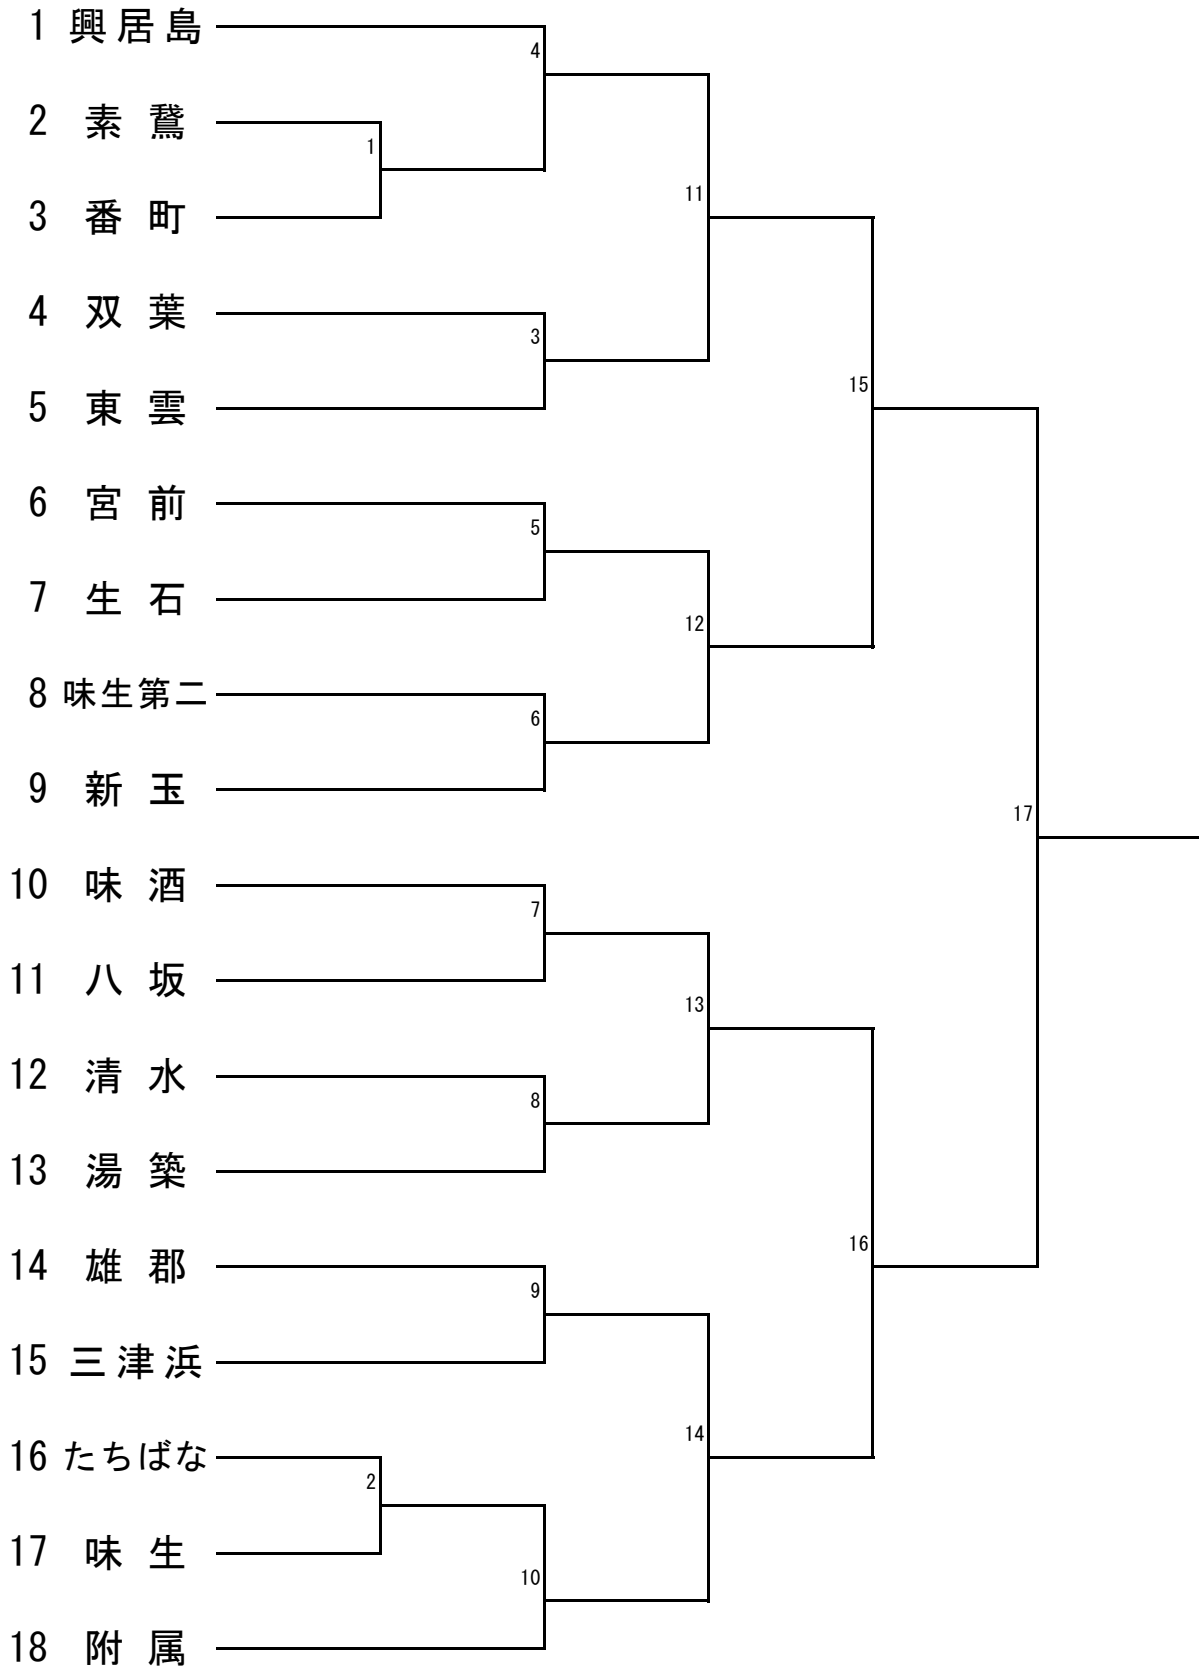 1 興居島
4
2 素鵞
1
3 番町
11
4 双葉
3
5 東雲
15
6 宮前
5
7 生石
12
8 味生第二
6
9 新玉
17
10 味酒
7
11 八坂
13
12 清水
8
13 湯築
16
14 雄郡
9
15 三津浜
14
16 たちばな
2
17 味生
10
18 附属